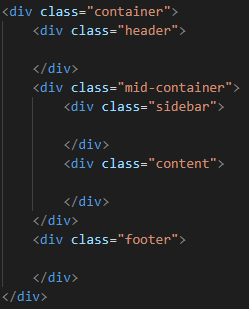 <div class="container">
    <div class="header">

    </div>
    <div class="mid-container">
        <div class="sidebar">

        </div>
        <div class="content">

        </div>
    </div>
    <div class="footer">

    </div>
</div>